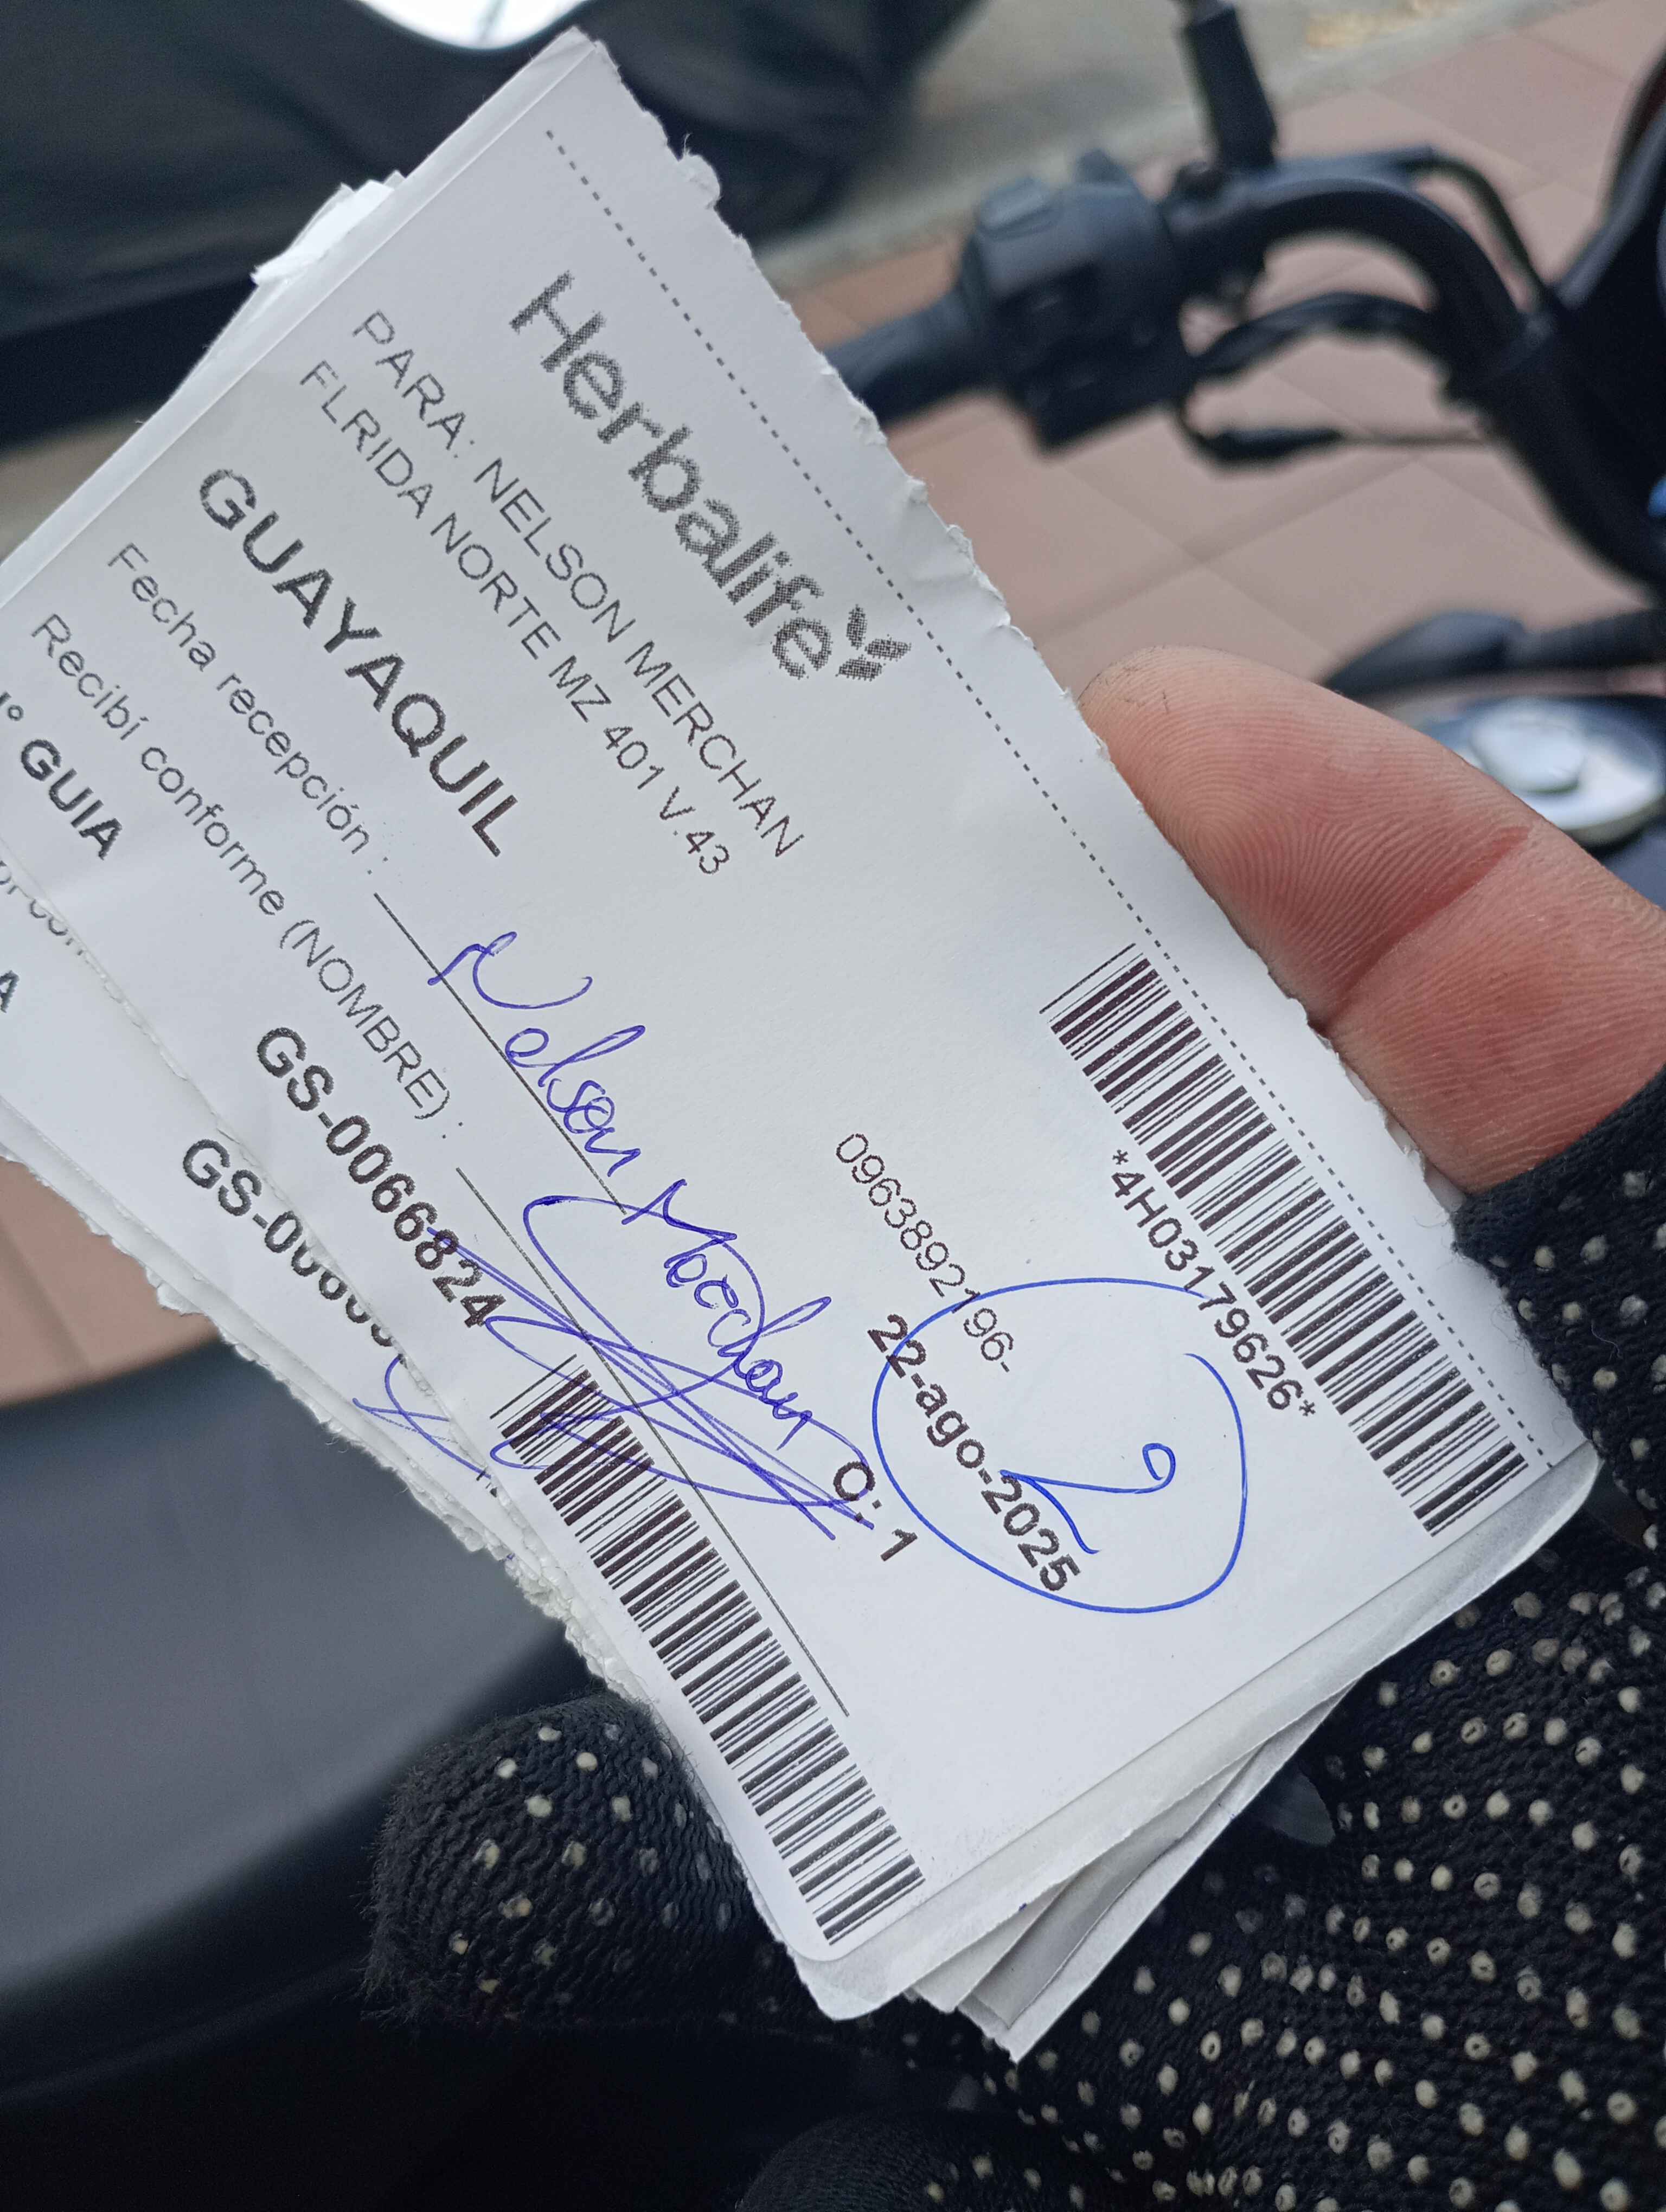 Herbalife
*4H03179626*
PARA: NELSON MERCHAN
0963892196-
FLRIDA NORTE MZ 401 V.43
22-ago-2025
2
GUAYAQUIL
O: 1
Fecha recepción :
Nelson Merchan
Recibí conforme (NOMBRE) :
GUIA
GS-0066824
GS-00
A